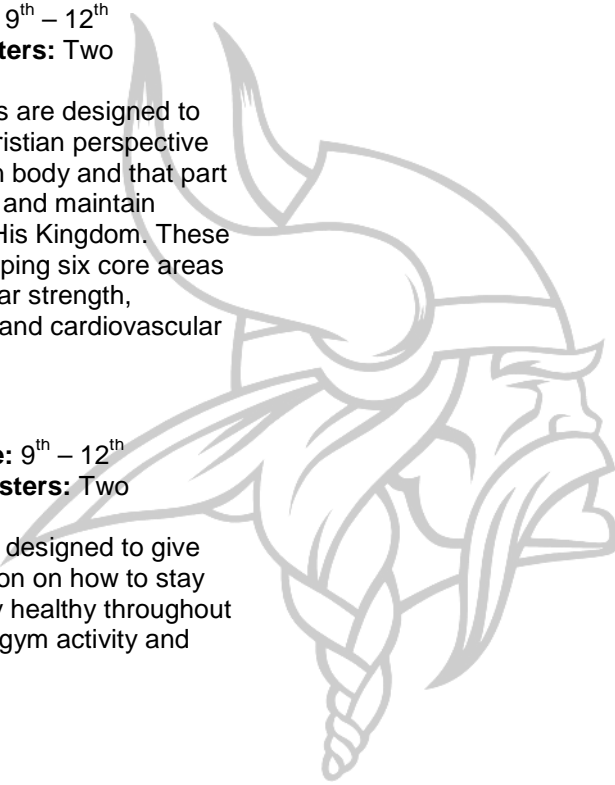 9th – 12th
ters: Two
s are designed to
ristian perspective
n body and that part
and maintain
His Kingdom. These
ping six core areas
ar strength,
and cardiovascular
e: 9th – 12th
sters: Two
designed to give
on on how to stay
y healthy throughout
gym activity and